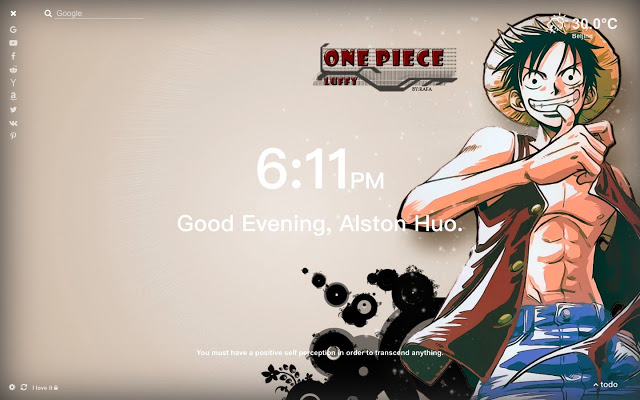 Google
30.0°C
Beijing
ONE PIECE
LUFFY
BY:RAFA
6:11PM
Good Evening, Alston Huo.
You must have a positive self perception in order to transcend anything.
I love it
todo